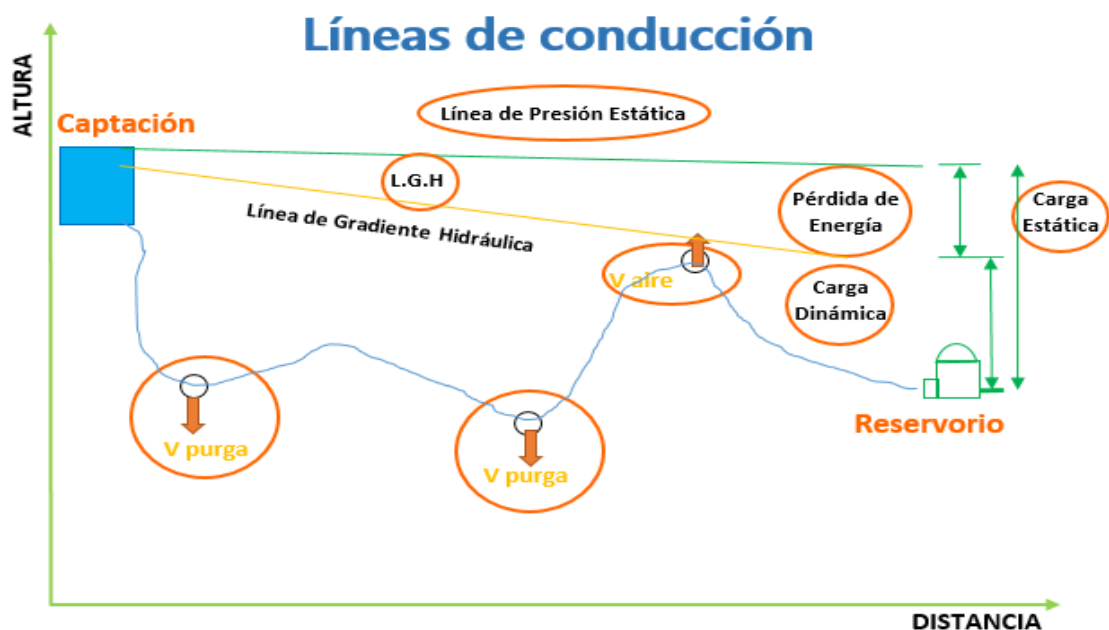 Líneas de conducción
ALTURA
Línea de Presión Estática
Captación
L.G.H
Pérdida de
Energía
Carga
Estática
Línea de Gradiente Hidráulica
V aire
Carga
Dinámica
Reservorio
V purga
V purga
DISTANCIA